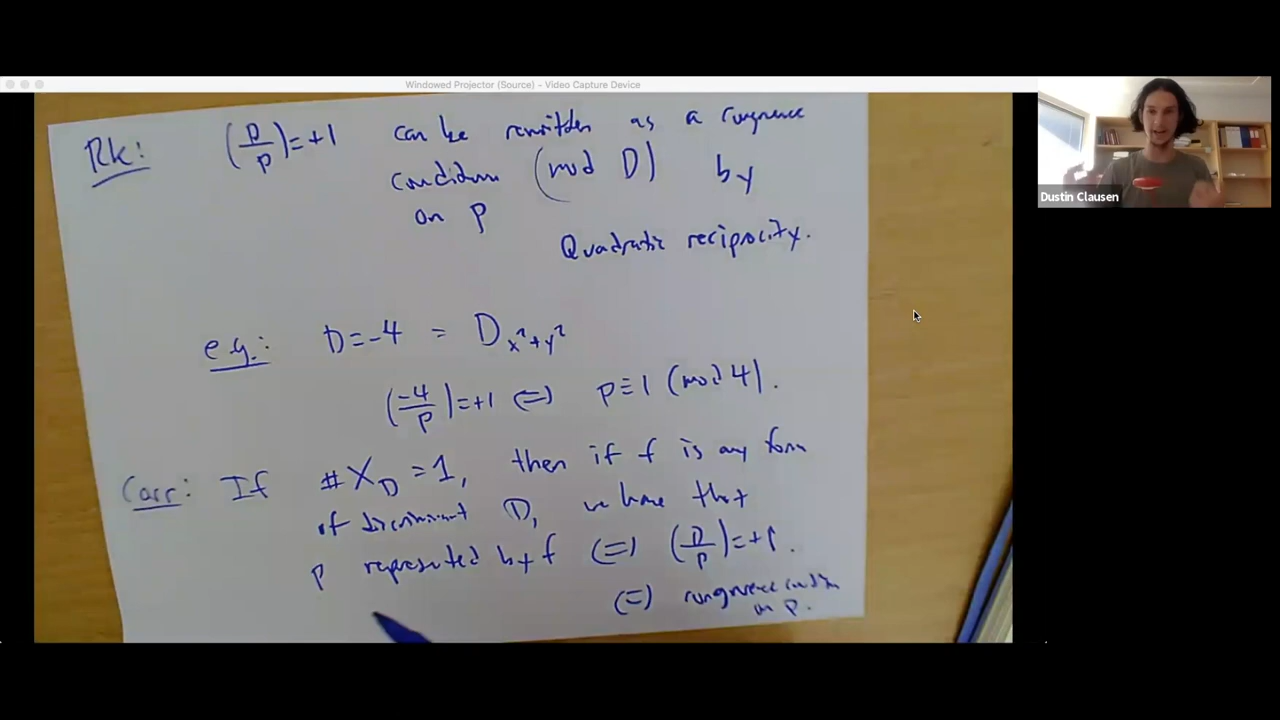 Windowed Projector (Source) - Video Capture Device
Rk: (D/p)=+1 can be rewritten as a congruence
condition (mod D) by
on p
Quadratic reciprocity.
e.g.: D=-4 = D_{x²+y²}
(-4/p)=+1 ⟺ p≡1 (mod 4).
Corr: If #X_D=1, then if f is any form
of discriminant D, we have that
p represented by f ⟺ (D/p)=+1.
⟺ congruence cond'n
on p.
Dustin Clausen